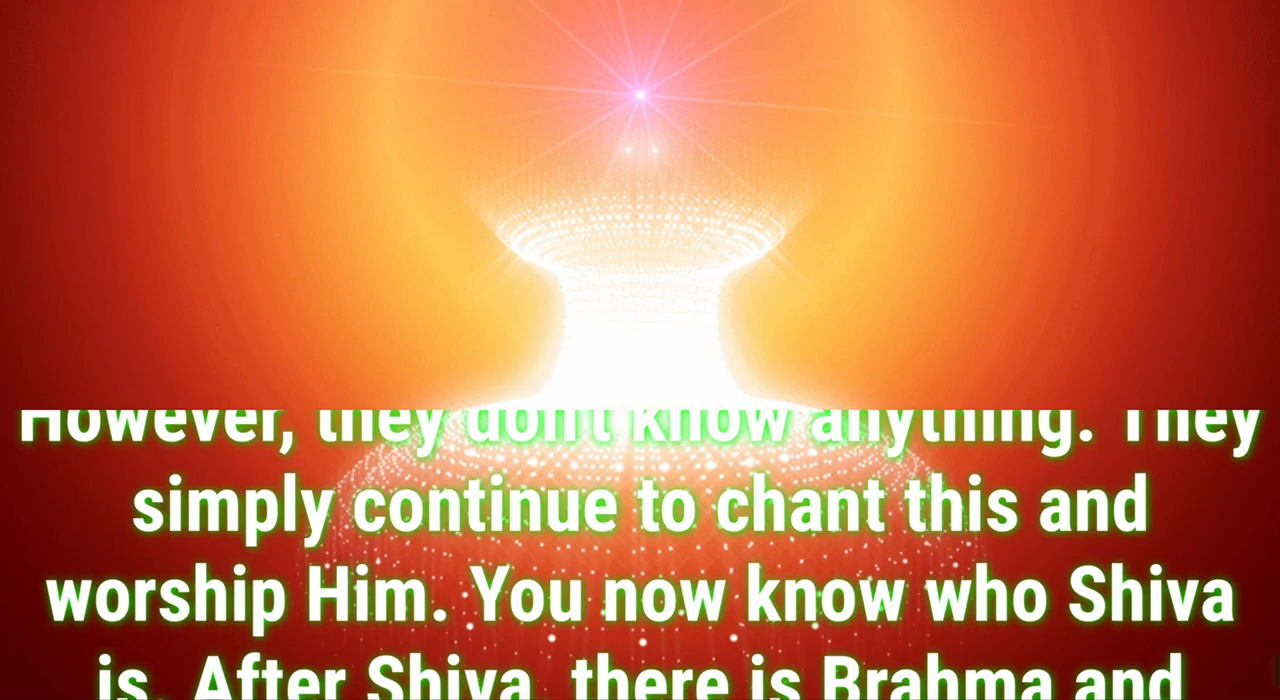 However, they don't know anything. They
simply continue to chant this and
worship Him. You now know who Shiva
is. After Shiva, there is Brahma and